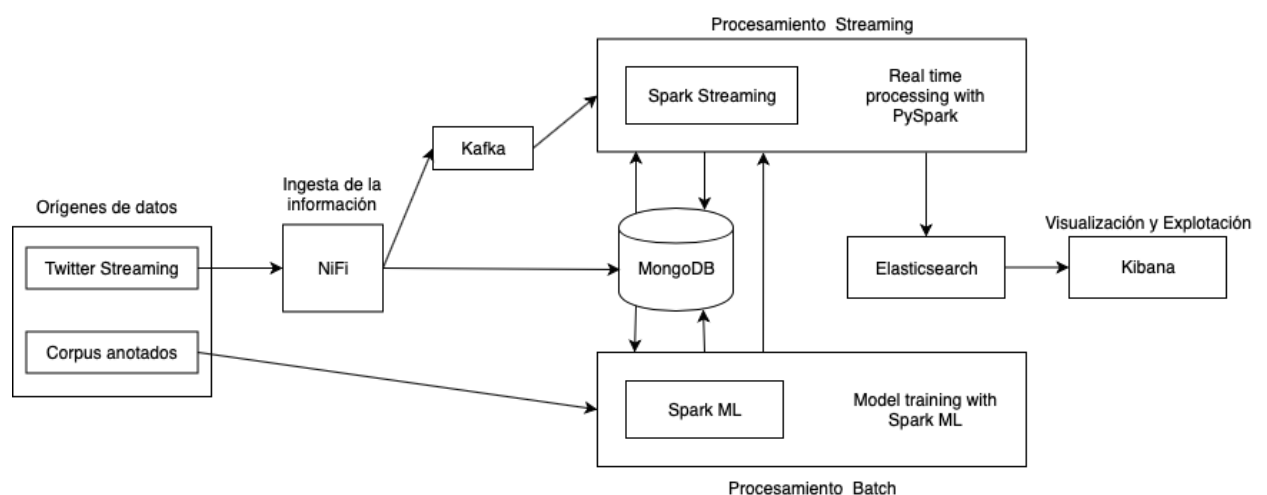 Procesamiento Streaming
Spark Streaming
Real time
processing with
PySpark
Kafka
Ingesta de la
información
Orígenes de datos
Twitter Streaming
NiFi
MongoDB
Elasticsearch
Visualización y Explotación
Kibana
Corpus anotados
Spark ML
Model training with
Spark ML
Procesamiento Batch